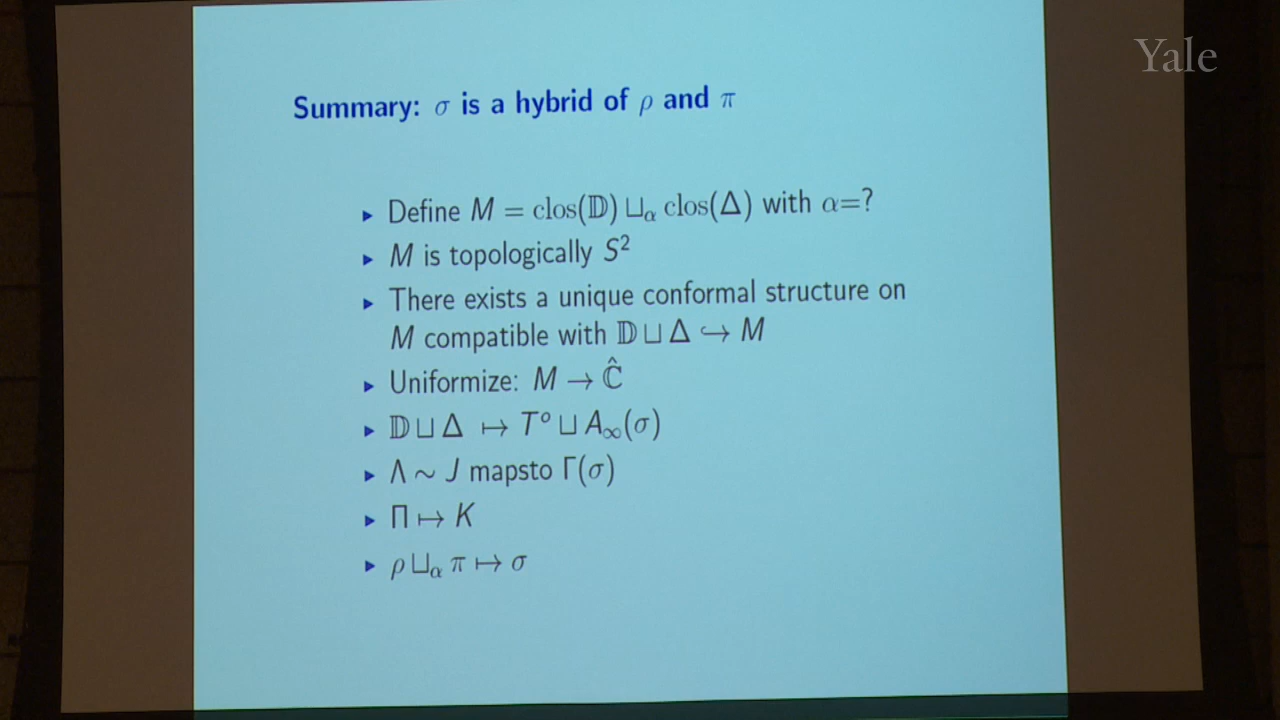 Yale
Summary: σ is a hybrid of ρ and π
▸ Define M = clos(𝔻) ⊔_α clos(Δ) with α=?
▸ M is topologically S²
▸ There exists a unique conformal structure on
M compatible with 𝔻 ⊔ Δ ↪ M
▸ Uniformize: M → Ĉ
▸ 𝔻 ⊔ Δ ↦ T° ⊔ A_∞(σ)
▸ Λ ∼ J mapsto Γ(σ)
▸ Π ↦ K
▸ ρ ⊔_α π ↦ σ